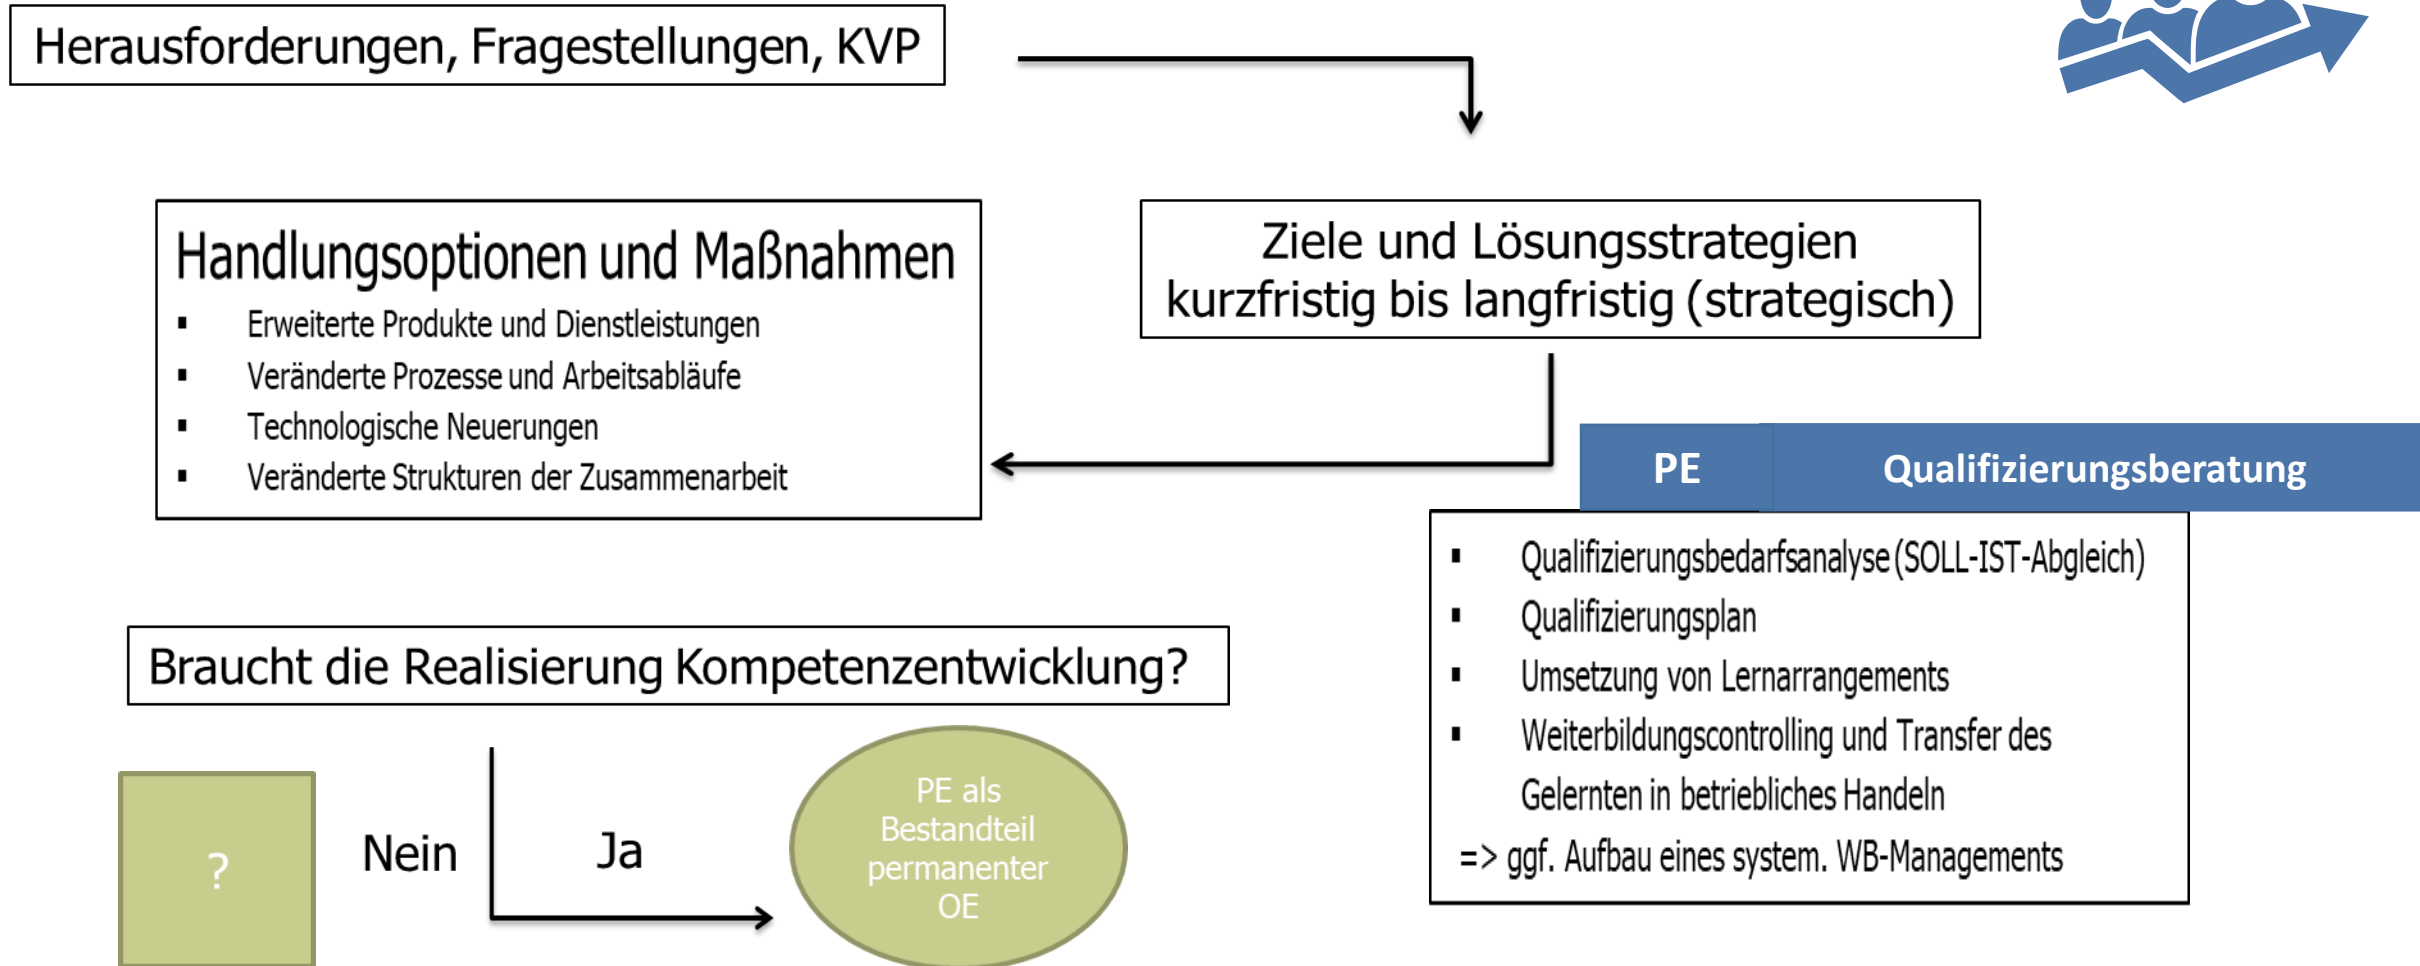 Herausforderungen, Fragestellungen, KVP
Ziele und Lösungsstrategien
kurzfristig bis langfristig (strategisch)
Handlungsoptionen und Maßnahmen
▪ Erweiterte Produkte und Dienstleistungen
▪ Veränderte Prozesse und Arbeitsabläufe
▪ Technologische Neuerungen
▪ Veränderte Strukturen der Zusammenarbeit
Braucht die Realisierung Kompetenzentwicklung?
?
Nein
Ja
PE als
Bestandteil
permanenter
OE
PE
Qualifizierungsberatung
▪ Qualifizierungsbedarfsanalyse (SOLL-IST-Abgleich)
▪ Qualifizierungsplan
▪ Umsetzung von Lernarrangements
▪ Weiterbildungscontrolling und Transfer des
Gelernten in betriebliches Handeln
=> ggf. Aufbau eines system. WB-Managements